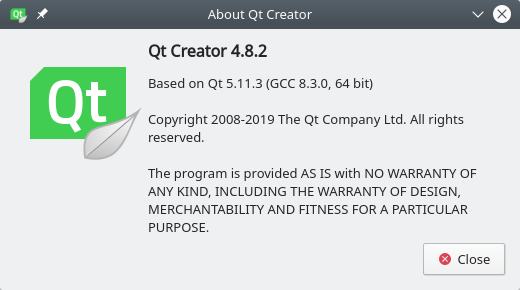 About Qt Creator
Qt
Qt Creator 4.8.2
Based on Qt 5.11.3 (GCC 8.3.0, 64 bit)
Copyright 2008-2019 The Qt Company Ltd. All rights
reserved.
The program is provided AS IS with NO WARRANTY OF
ANY KIND, INCLUDING THE WARRANTY OF DESIGN,
MERCHANTABILITY AND FITNESS FOR A PARTICULAR
PURPOSE.
Close